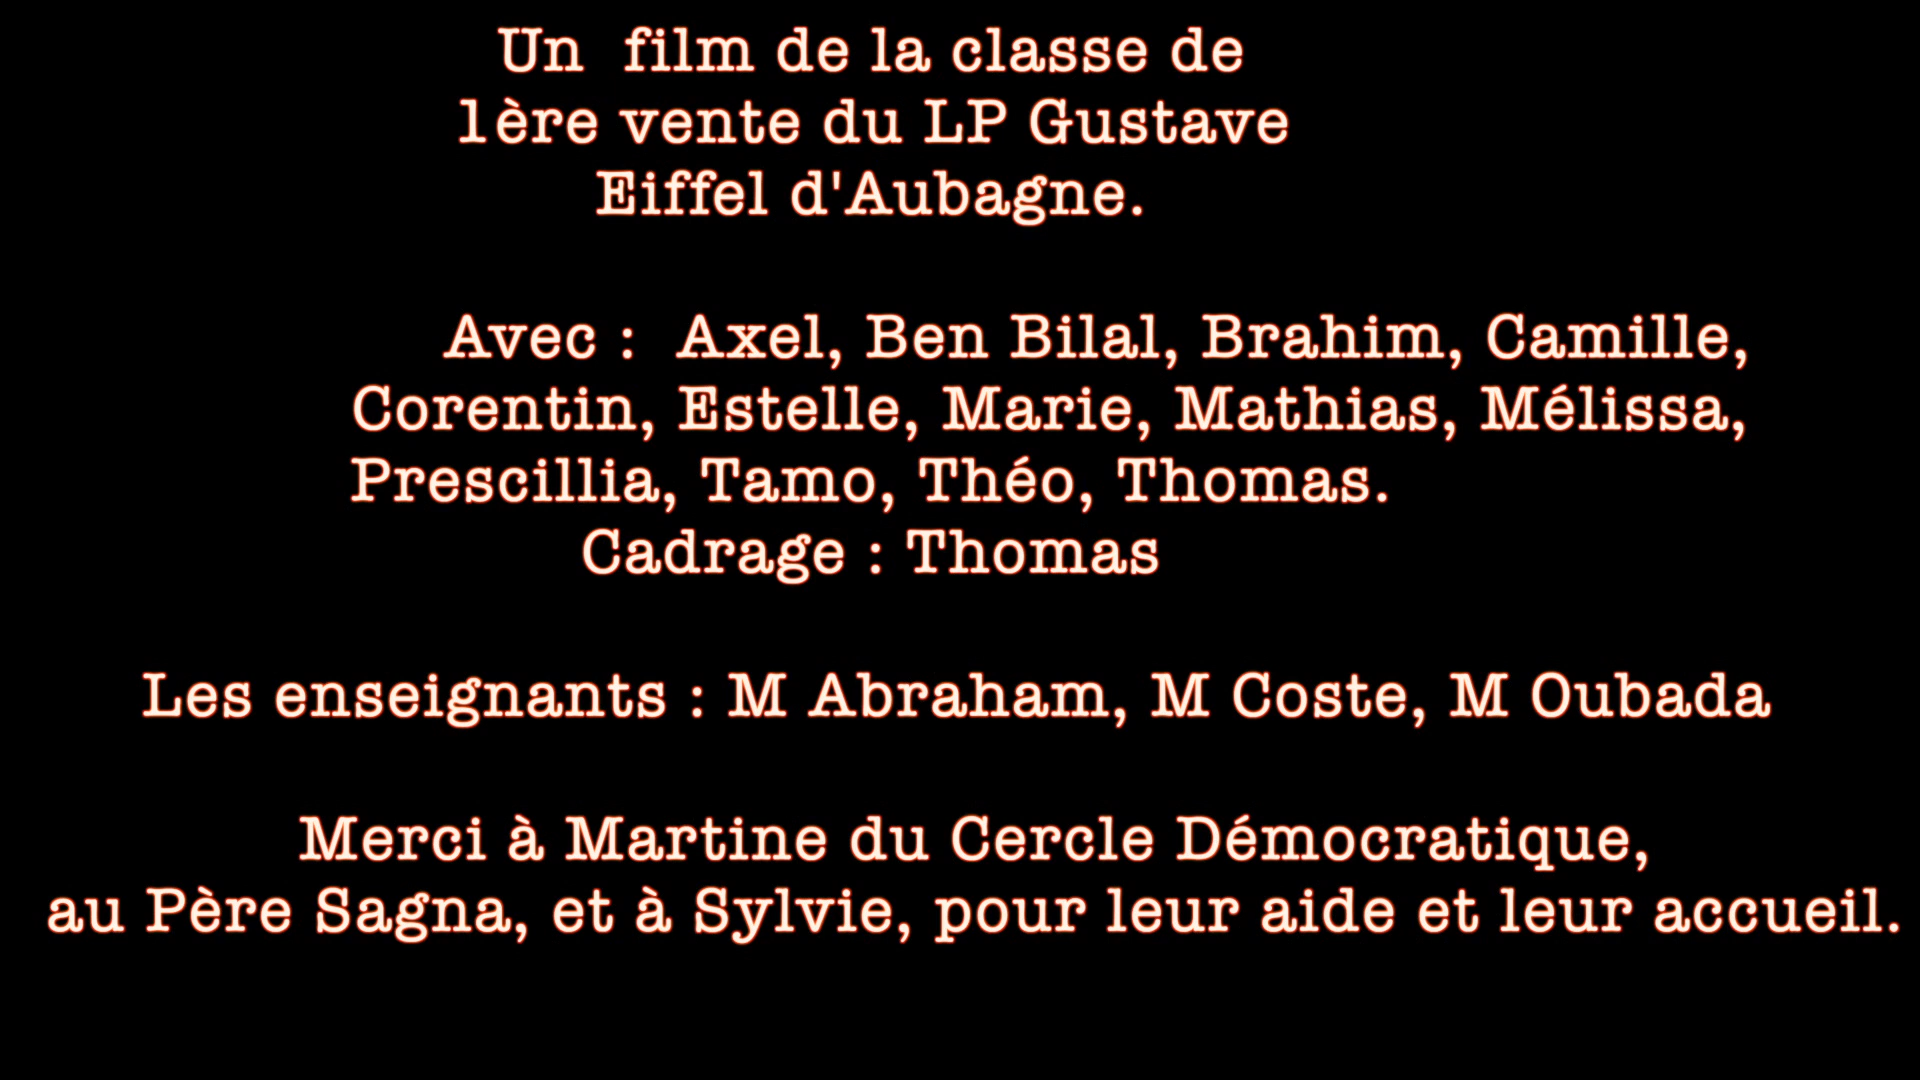 Un film de la classe de
1ère vente du LP Gustave
Eiffel d'Aubagne.
Avec : Axel, Ben Bilal, Brahim, Camille,
Corentin, Estelle, Marie, Mathias, Mélissa,
Prescillia, Tamo, Théo, Thomas.
Cadrage : Thomas
Les enseignants : M Abraham, M Coste, M Oubada
Merci à Martine du Cercle Démocratique,
au Père Sagna, et à Sylvie, pour leur aide et leur accueil.